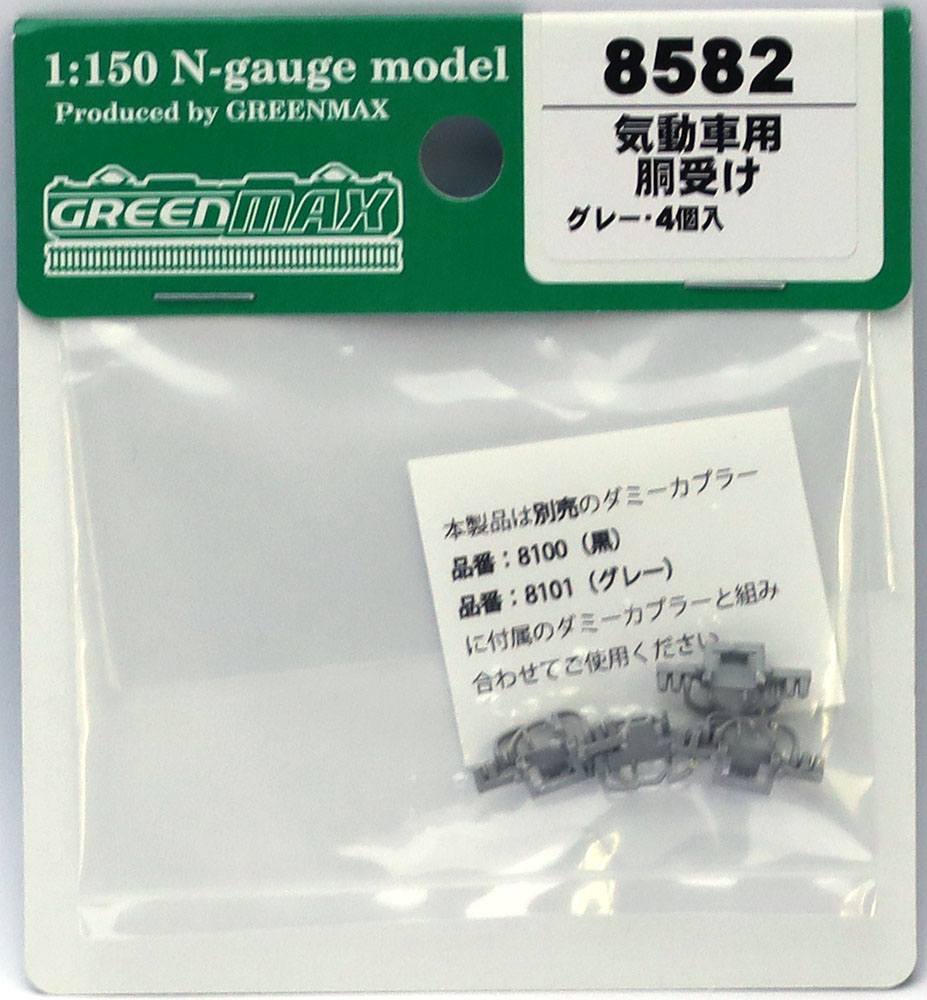 1:150 N-gauge model
Produced by GREENMAX
GREENMAX
8582
気動車用
胴受け
グレー・4個入
本製品は別売のダミーカプラー
品番：8100（黒）
品番：8101（グレー）
に付属のダミーカプラーと組み
合わせてご使用ください